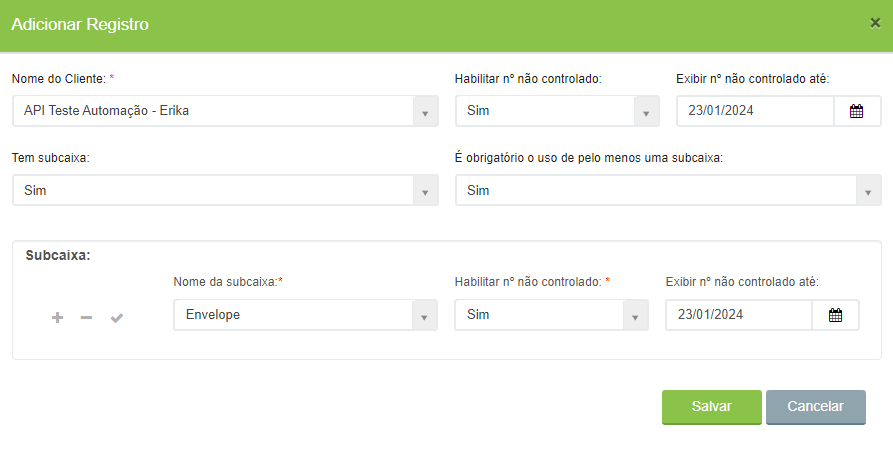 Adicionar Registro ×
Nome do Cliente: * Habilitar nº não controlado: Exibir nº não controlado até:
API Teste Automação - Erika Sim 23/01/2024
Tem subcaixa: É obrigatório o uso de pelo menos uma subcaixa:
Sim Sim
Subcaixa:
Nome da subcaixa:* Habilitar nº não controlado: * Exibir nº não controlado até:
Envelope Sim 23/01/2024
Salvar Cancelar